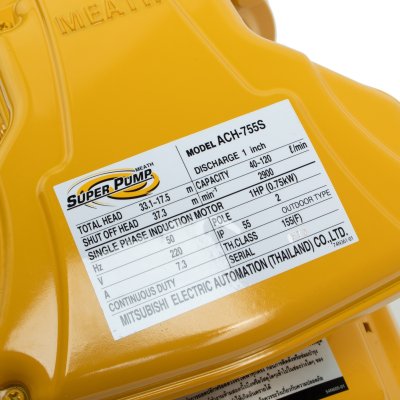 MEATH
MEATH
SUPER PUMP
MODEL ACH-755S
DISCHARGE 1 inch
TOTAL HEAD 33.1-17.5 m CAPACITY 40-120 ℓ/min
SHUT OFF HEAD 37.3 m min⁻¹ 2900
SINGLE PHASE INDUCTION MOTOR 1HP (0.75kW)
Hz 50 POLE 2
V 220 IP 55 OUTDOOR TYPE
A 7.3 TH.CLASS 155(F)
CONTINUOUS DUTY SERIAL
MITSUBISHI ELECTRIC AUTOMATION (THAILAND) CO.,LTD.